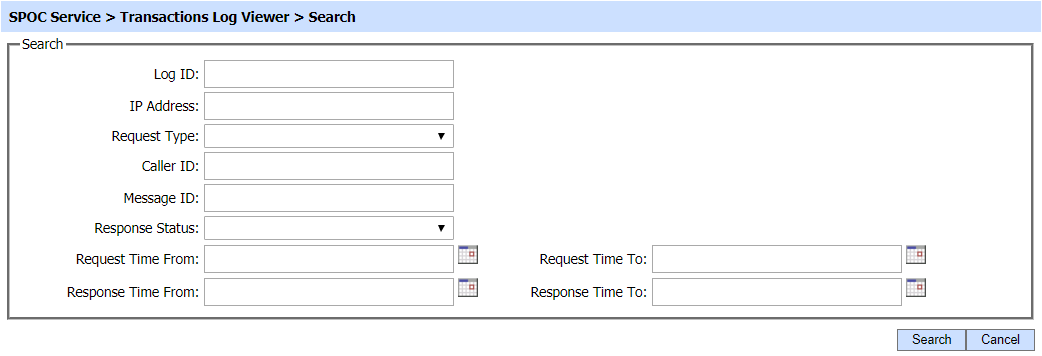 SPOC Service > Transactions Log Viewer > Search
Search
Log ID:
IP Address:
Request Type:
Caller ID:
Message ID:
Response Status:
Request Time From: Request Time To:
Response Time From: Response Time To:
Search Cancel